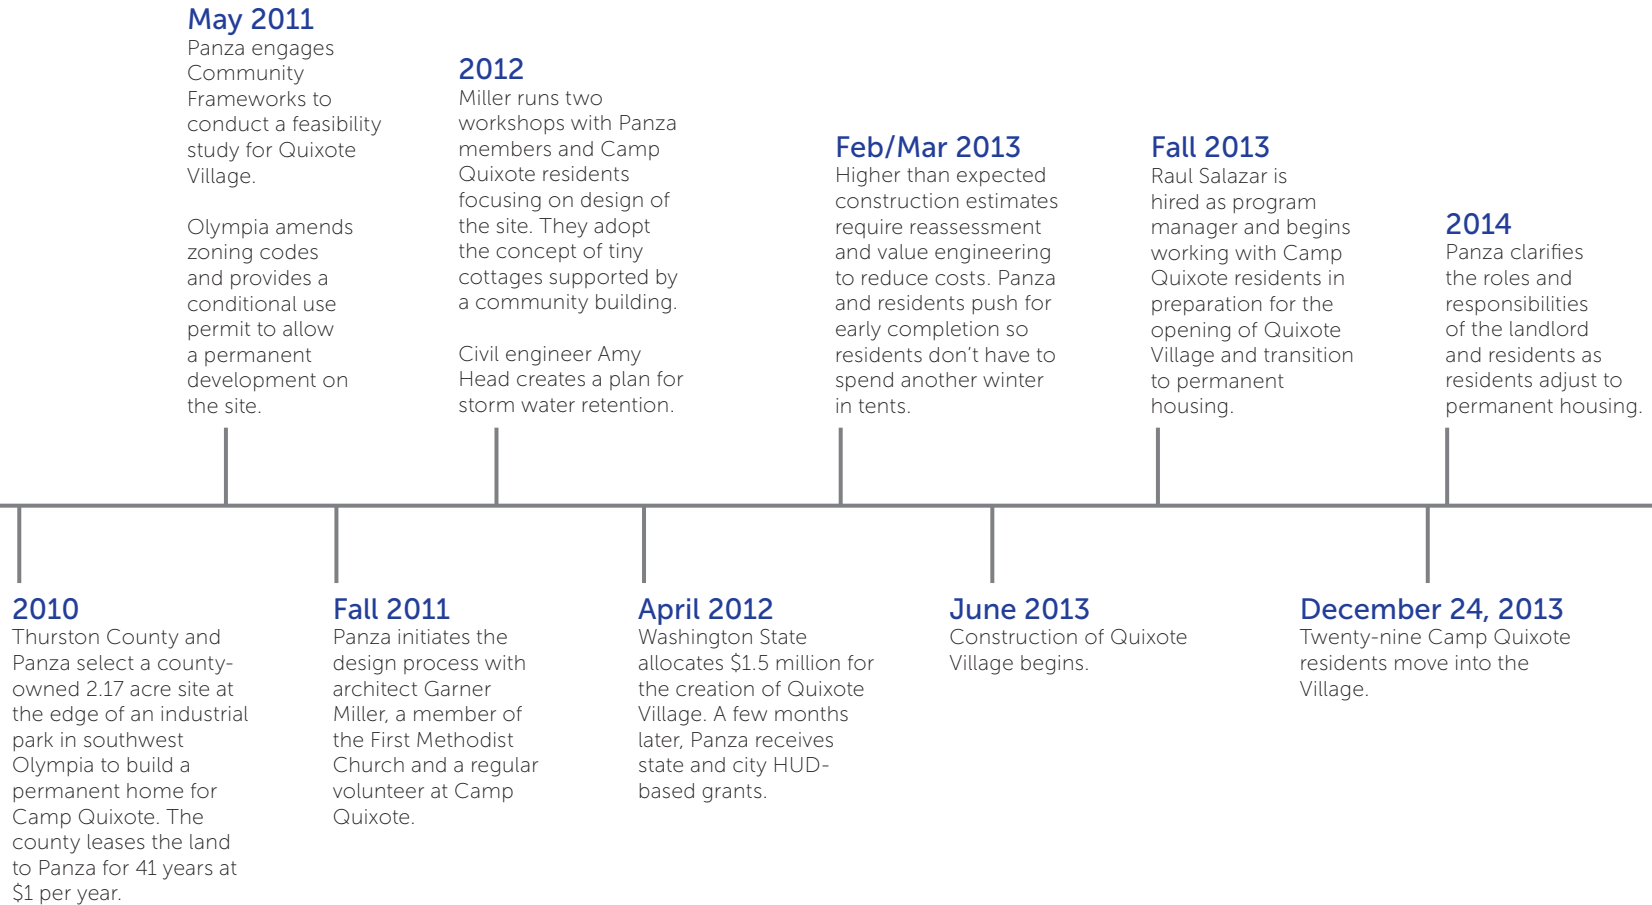 May 2011
Panza engages
Community
Frameworks to
conduct a feasibility
study for Quixote
Village.
Olympia amends
zoning codes
and provides a
conditional use
permit to allow
a permanent
development on
the site.
2012
Miller runs two
workshops with Panza
members and Camp
Quixote residents
focusing on design of
the site. They adopt
the concept of tiny
cottages supported by
a community building.
Civil engineer Amy
Head creates a plan for
storm water retention.
Feb/Mar 2013
Higher than expected
construction estimates
require reassessment
and value engineering
to reduce costs. Panza
and residents push for
early completion so
residents don’t have to
spend another winter
in tents.
Fall 2013
Raul Salazar is
hired as program
manager and begins
working with Camp
Quixote residents in
preparation for the
opening of Quixote
Village and transition
to permanent
housing.
2014
Panza clarifies
the roles and
responsibilities
of the landlord
and residents as
residents adjust to
permanent housing.
2010
Thurston County and
Panza select a county-
owned 2.17 acre site at
the edge of an industrial
park in southwest
Olympia to build a
permanent home for
Camp Quixote. The
county leases the land
to Panza for 41 years at
$1 per year.
Fall 2011
Panza initiates the
design process with
architect Garner
Miller, a member of
the First Methodist
Church and a regular
volunteer at Camp
Quixote.
April 2012
Washington State
allocates $1.5 million for
the creation of Quixote
Village. A few months
later, Panza receives
state and city HUD-
based grants.
June 2013
Construction of Quixote
Village begins.
December 24, 2013
Twenty-nine Camp Quixote
residents move into the
Village.